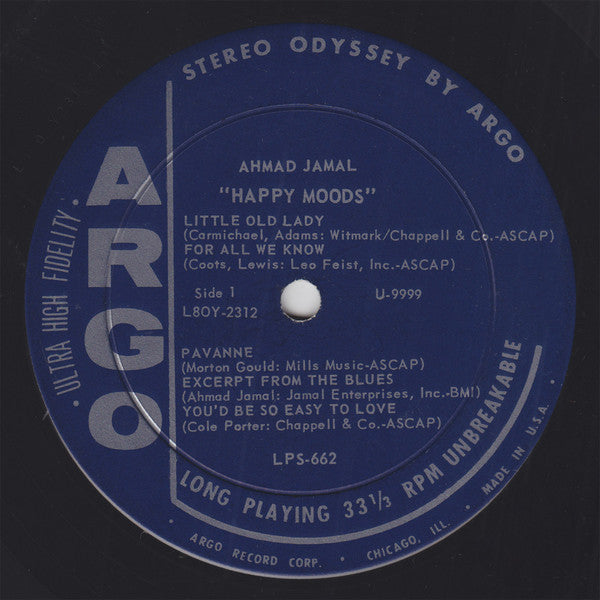 STEREO ODYSSEY BY ARGO
ARGO
· ULTRA HIGH FIDELITY ·
AHMAD JAMAL
"HAPPY MOODS"
LITTLE OLD LADY
(Carmichael, Adams: Witmark/Chappell & Co.-ASCAP)
FOR ALL WE KNOW
(Coots, Lewis: Leo Feist, Inc.-ASCAP)
Side 1 U-9999
L8OY-2312
PAVANNE
(Morton Gould: Mills Music-ASCAP)
EXCERPT FROM THE BLUES
(Ahmad Jamal: Jamal Enterprises, Inc.-BMI)
YOU'D BE SO EASY TO LOVE
(Cole Porter: Chappell & Co.-ASCAP)
LPS-662
LONG PLAYING 33 1/3 RPM UNBREAKABLE
· ARGO RECORD CORP. · CHICAGO, ILL. · MADE IN U.S.A. ·